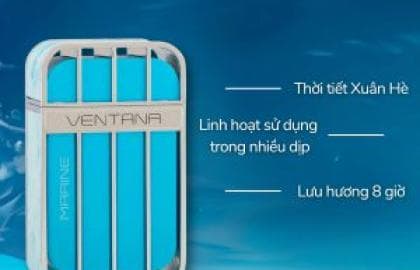 VENTANA
MARINE
Thời tiết Xuân Hè
Linh hoạt sử dụng
trong nhiều dịp
Lưu hương 8 giờ